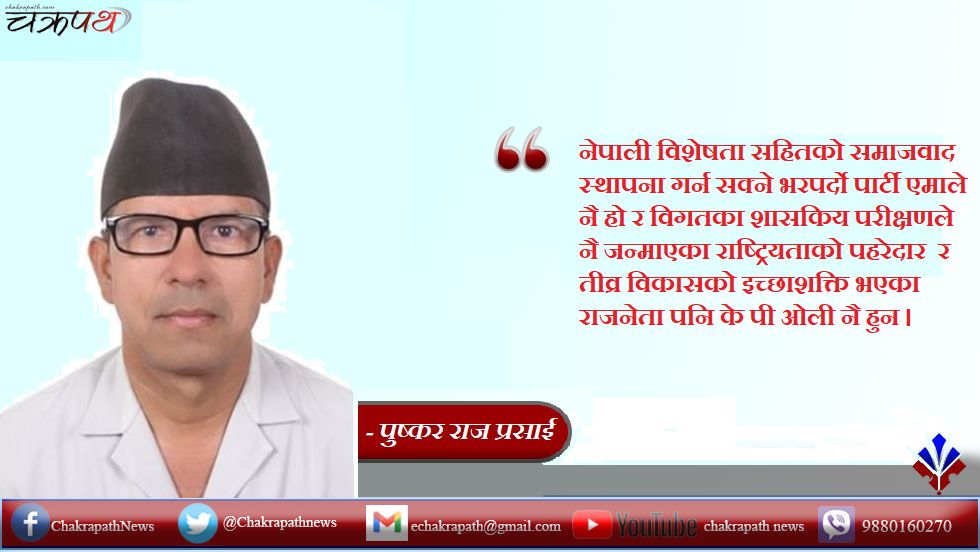 chakrapath.com
चक्रपथ
नेपाली विशेषता सहितको समाजवाद
स्थापना गर्न सक्ने भरपर्दो पार्टी एमाले
नै हो र विगतका शासकिय परीक्षणले
नै जन्माएका राष्ट्रियताको पहरेदार र
तीव्र विकासको इच्छाशक्ति भएका
राजनेता पनि के पी ओली नै हुन।
- पुष्कर राज प्रसाई
ChakrapathNews @Chakrapathnews echakrapath@gmail.com YouTube chakrapath news 9880160270